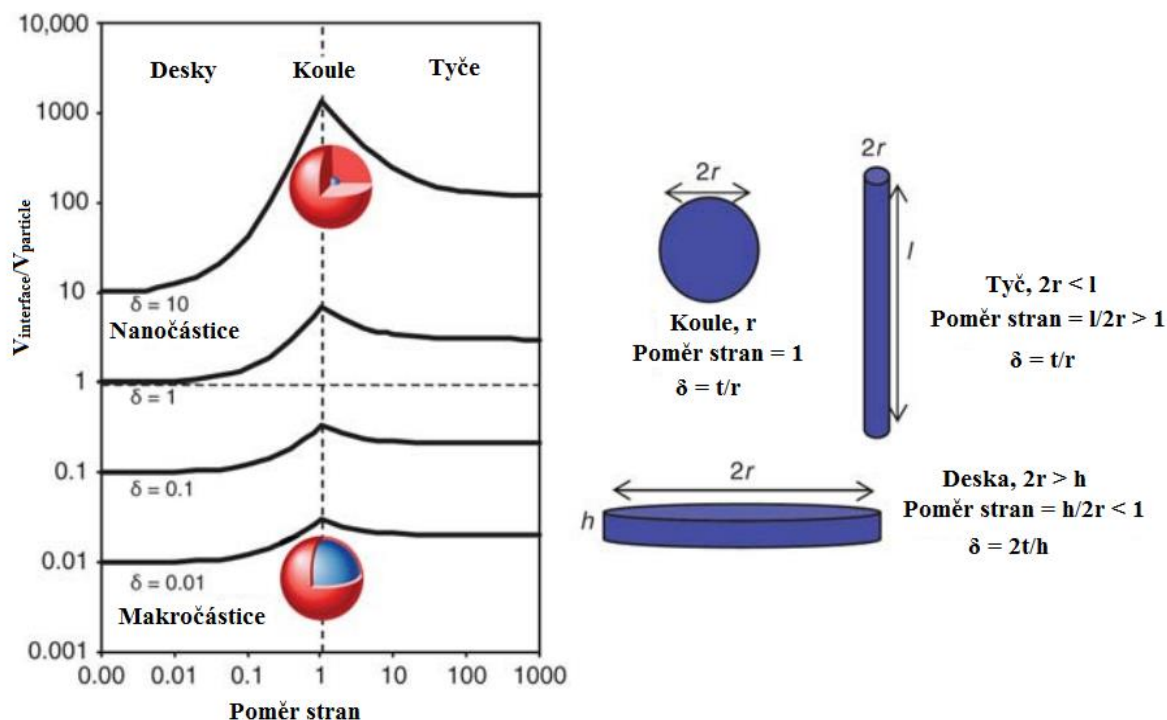 10,000
1000
100
10
1
0.1
0.01
0.001
Vinterface/Vparticle
Desky
Koule
Tyče
δ = 10
Nanočástice
δ = 1
δ = 0.1
δ = 0.01
Makročástice
0.00
0.01
0.1
1
10
100
1000
Poměr stran
2r
Koule, r
Poměr stran = 1
δ = t/r
2r
l
Tyč, 2r < l
Poměr stran = l/2r > 1
δ = t/r
2r
h
Deska, 2r > h
Poměr stran = h/2r < 1
δ = 2t/h